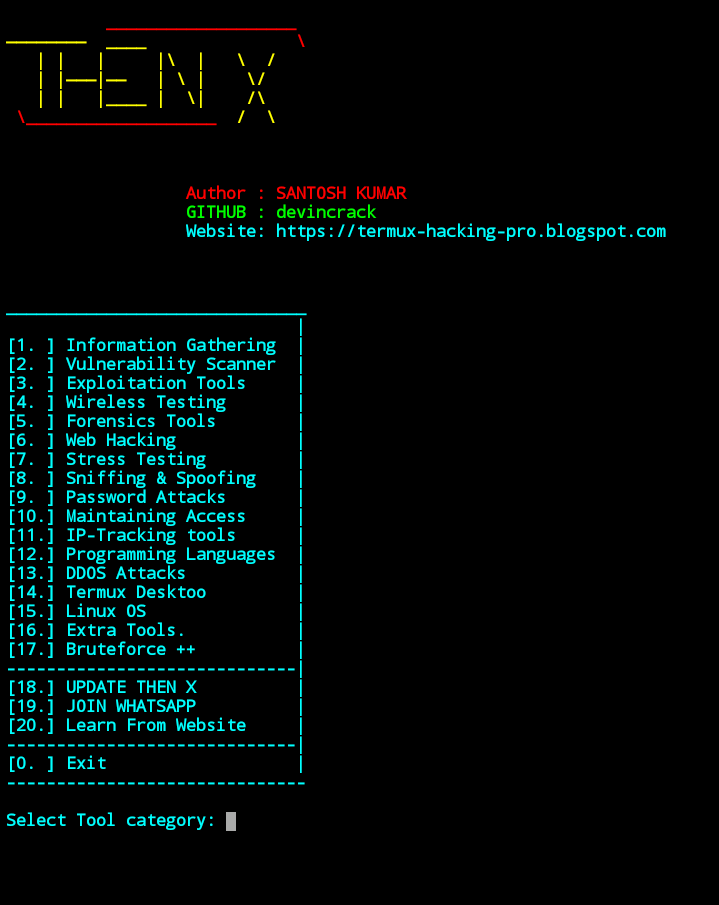 THEN X
Author : SANTOSH KUMAR
GITHUB : devincrack
Website: https://termux-hacking-pro.blogspot.com
[1. ] Information Gathering
[2. ] Vulnerability Scanner
[3. ] Exploitation Tools
[4. ] Wireless Testing
[5. ] Forensics Tools
[6. ] Web Hacking
[7. ] Stress Testing
[8. ] Sniffing & Spoofing
[9. ] Password Attacks
[10.] Maintaining Access
[11.] IP-Tracking tools
[12.] Programming Languages
[13.] DDOS Attacks
[14.] Termux Desktoo
[15.] Linux OS
[16.] Extra Tools.
[17.] Bruteforce ++
[18.] UPDATE THEN X
[19.] JOIN WHATSAPP
[20.] Learn From Website
[0. ] Exit
Select Tool category: